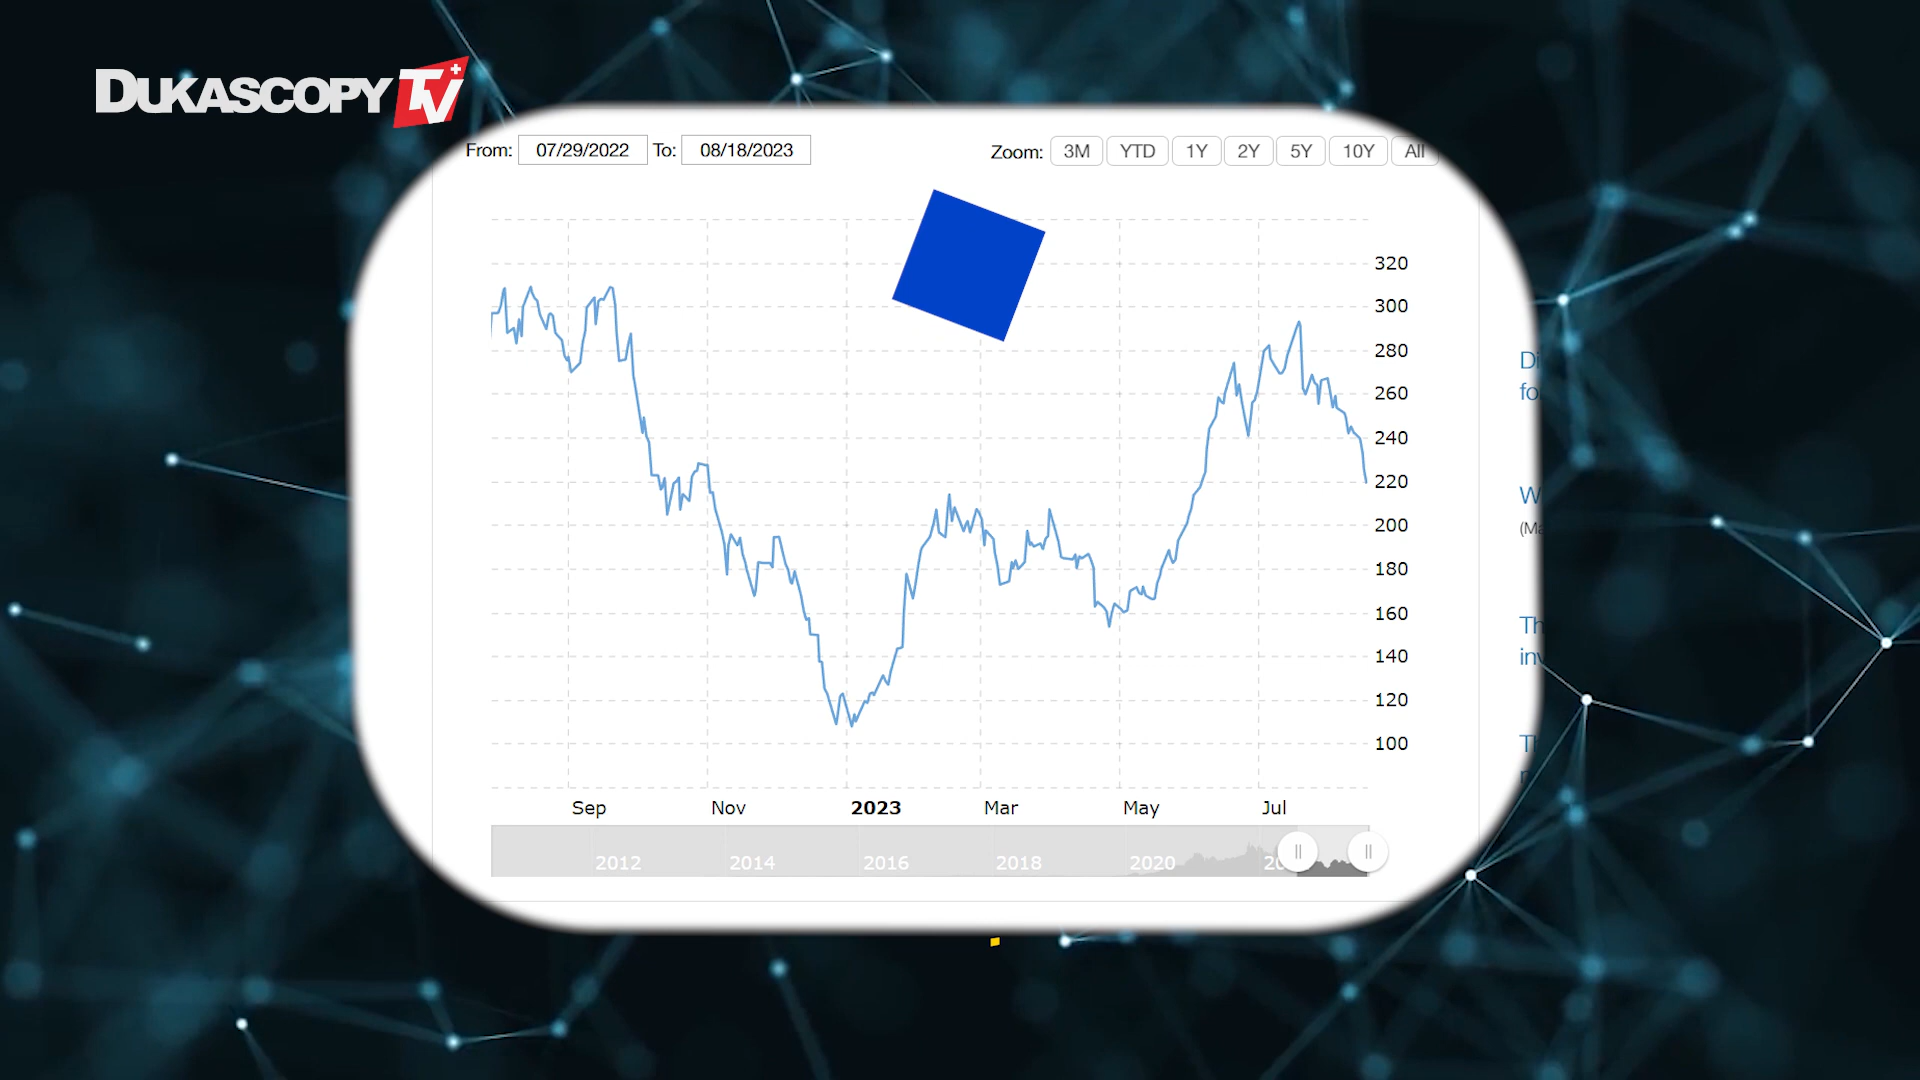 DUKASCOPY TV
From: 07/29/2022 To: 08/18/2023
Zoom: 3M YTD 1Y 2Y 5Y 10Y All
320
300
280
260
240
220
200
180
160
140
120
100
Sep Nov 2023 Mar May Jul
2012 2014 2016 2018 2020